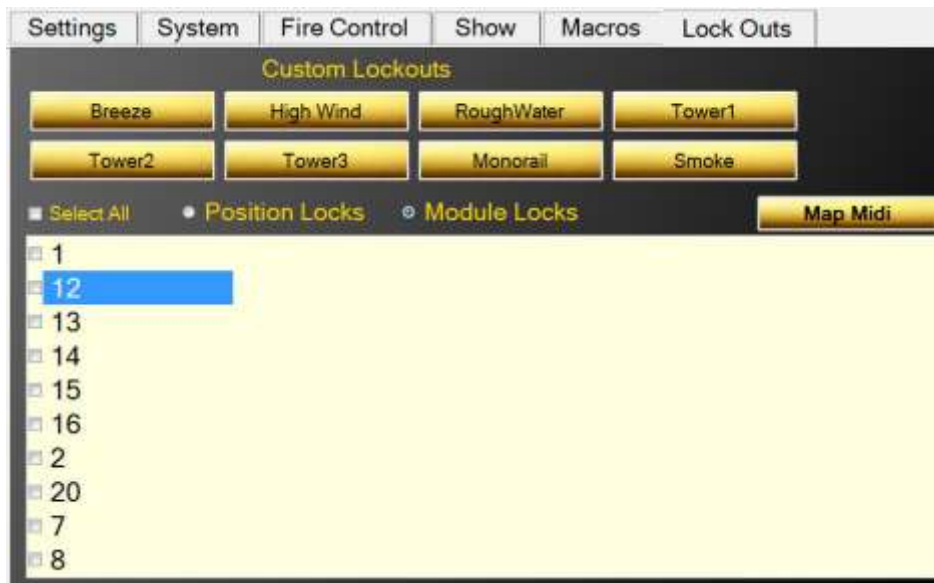 Settings System Fire Control Show Macros Lock Outs
Custom Lockouts
Breeze High Wind RoughWater Tower1
Tower2 Tower3 Monorail Smoke
Select All Position Locks Module Locks Map Midi
1
12
13
14
15
16
2
20
7
8